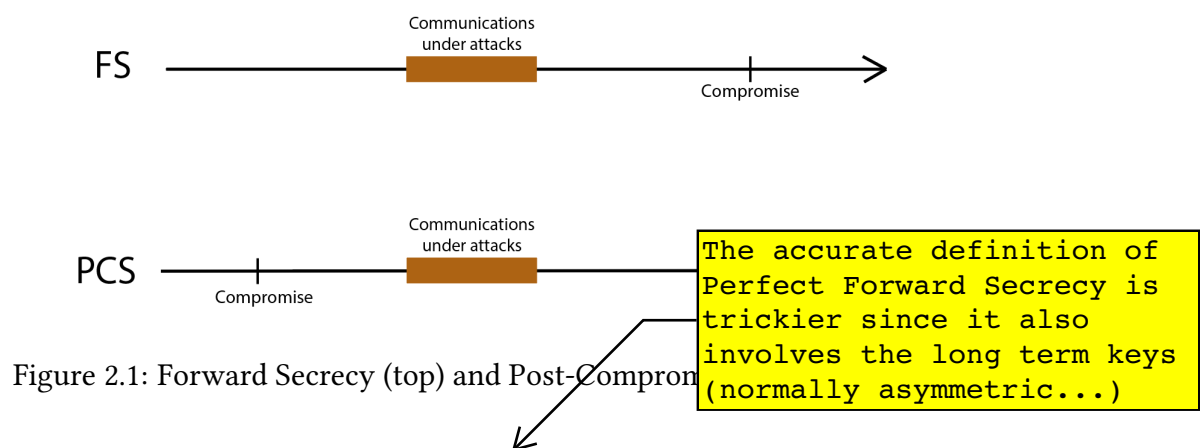 Communications
under attacks
FS
Compromise
Communications
under attacks
PCS
Compromise
The accurate definition of
Perfect Forward Secrecy is
trickier since it also
involves the long term keys
(normally asymmetric...)
Figure 2.1: Forward Secrecy (top) and